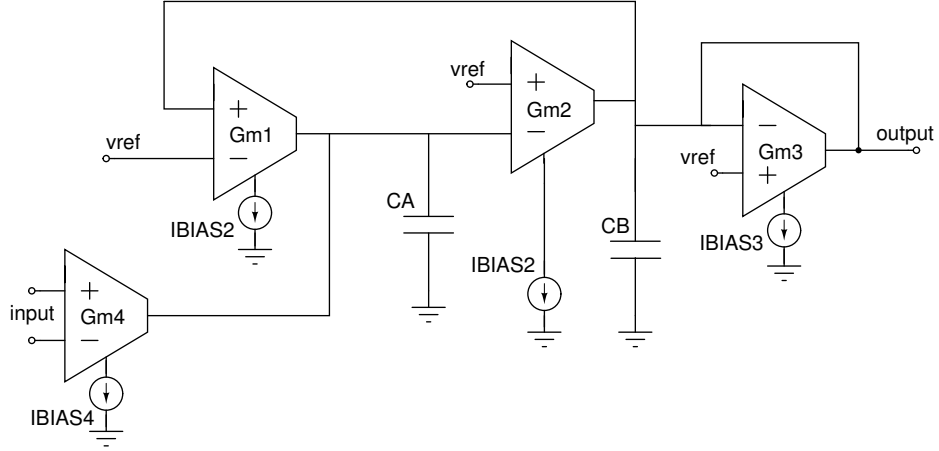 vref
+
Gm2
−
+
Gm1
−
vref
IBIAS2
−
Gm3
+
vref
output
IBIAS3
CA
CB
IBIAS2
input
+
Gm4
−
IBIAS4